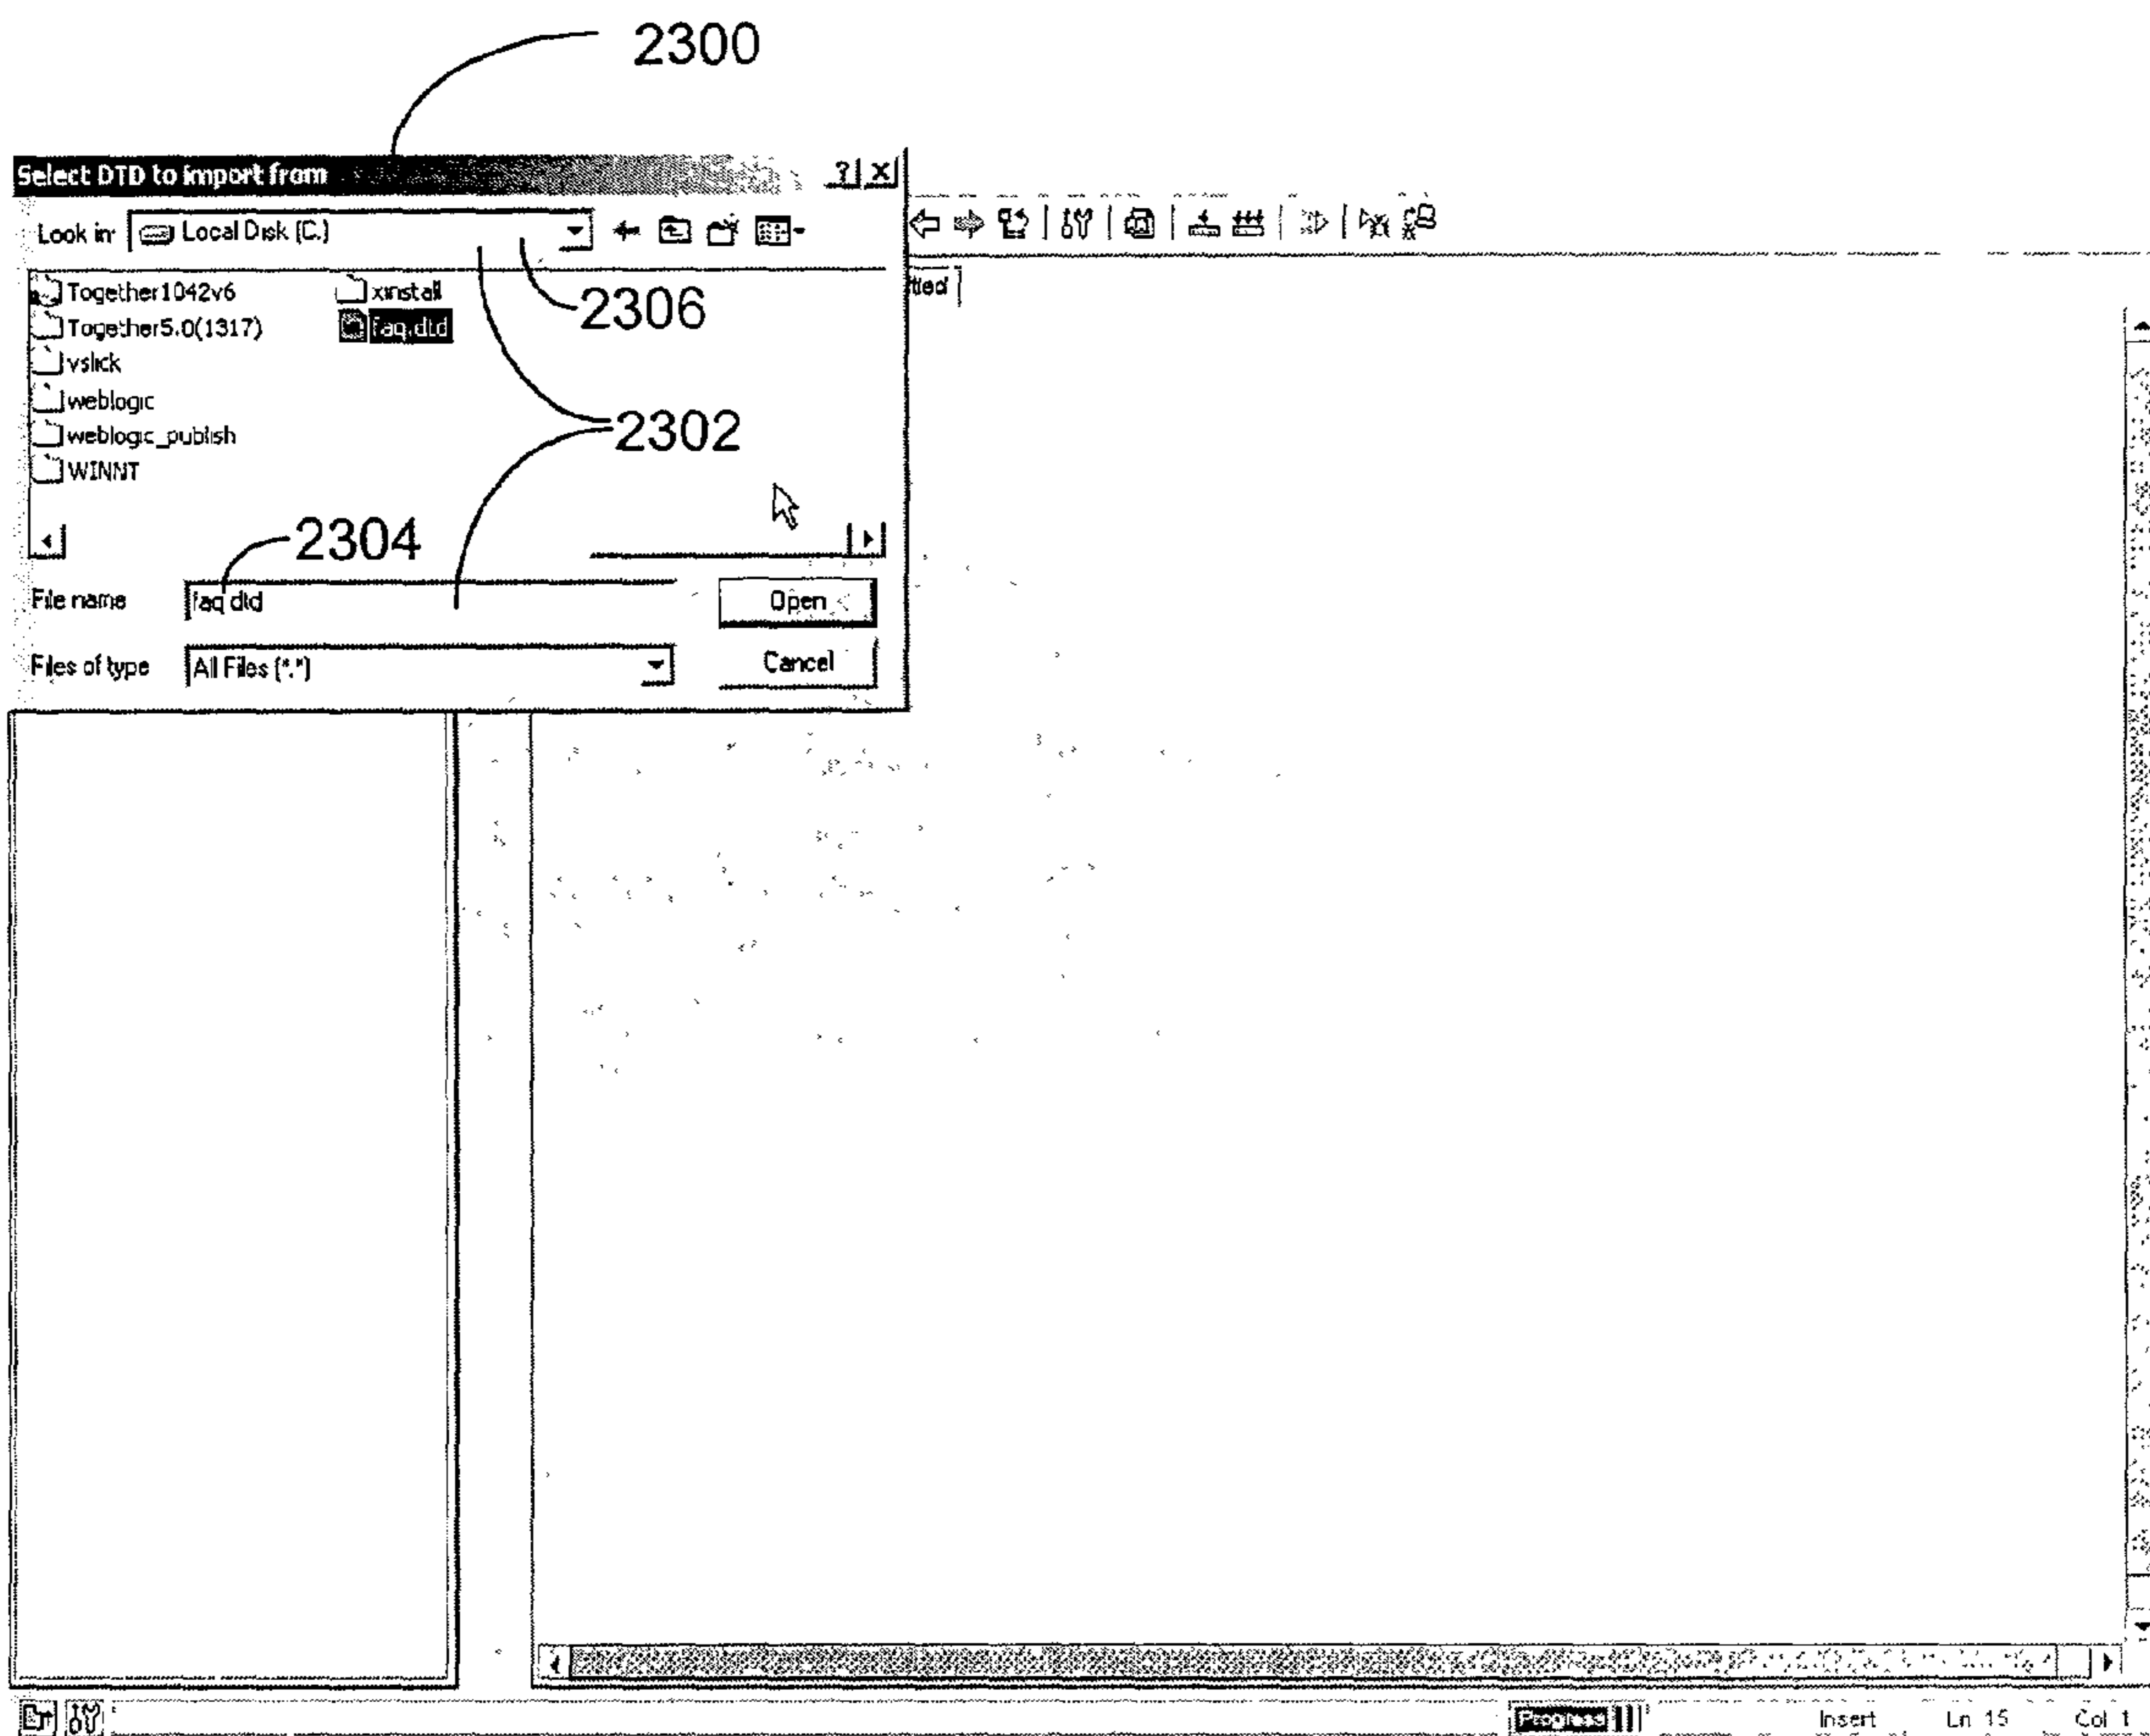 2300
Select DTD to import from
Look in: Local Disk (C:)
Together1042v6
xinstall
Together5.0(1317)
faq.dtd
vslick
weblogic
weblogic_publish
WINNT
2306
2302
2304
File name faq dtd Open
Files of type All Files (*.*) Cancel
Progress Insert Ln 15 Col 1